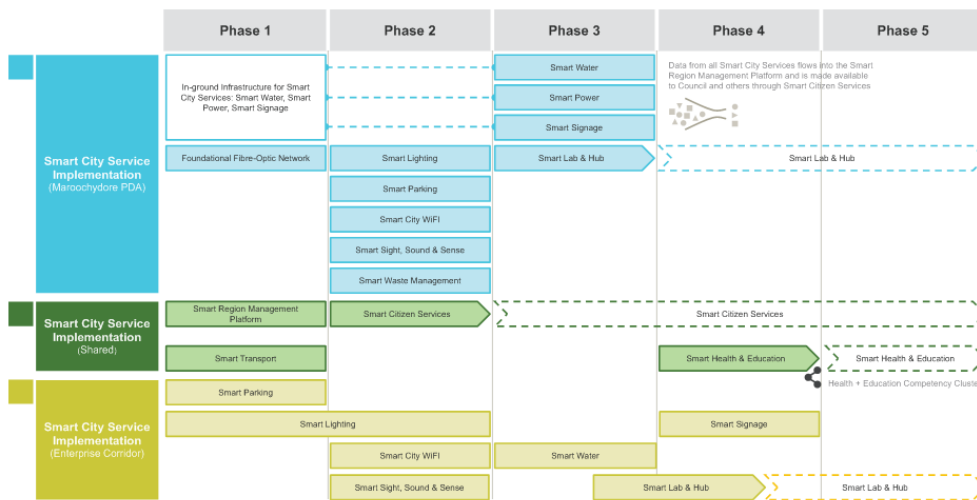 Phase 1
Phase 2
Phase 3
Phase 4
Phase 5
Smart City Service
Implementation
(Maroochydore PDA)
In-ground Infrastructure for Smart
City Services: Smart Water, Smart
Power, Smart Signage
Smart Water
Smart Power
Smart Signage
Data from all Smart City Services flows into the Smart
Region Management Platform and is made available
to Council and others through Smart Citizen Services
Foundational Fibre-Optic Network
Smart Lighting
Smart Lab & Hub
Smart Lab & Hub
Smart Parking
Smart City WiFI
Smart Sight, Sound & Sense
Smart Waste Management
Smart City Service
Implementation
(Shared)
Smart Region Management
Platform
Smart Citizen Services
Smart Citizen Services
Smart Transport
Smart Health & Education
Smart Health & Education
Health + Education Competency Cluste
Smart City Service
Implementation
(Enterprise Corridor)
Smart Parking
Smart Lighting
Smart Signage
Smart City WiFI
Smart Water
Smart Sight, Sound & Sense
Smart Lab & Hub
Smart Lab & Hub